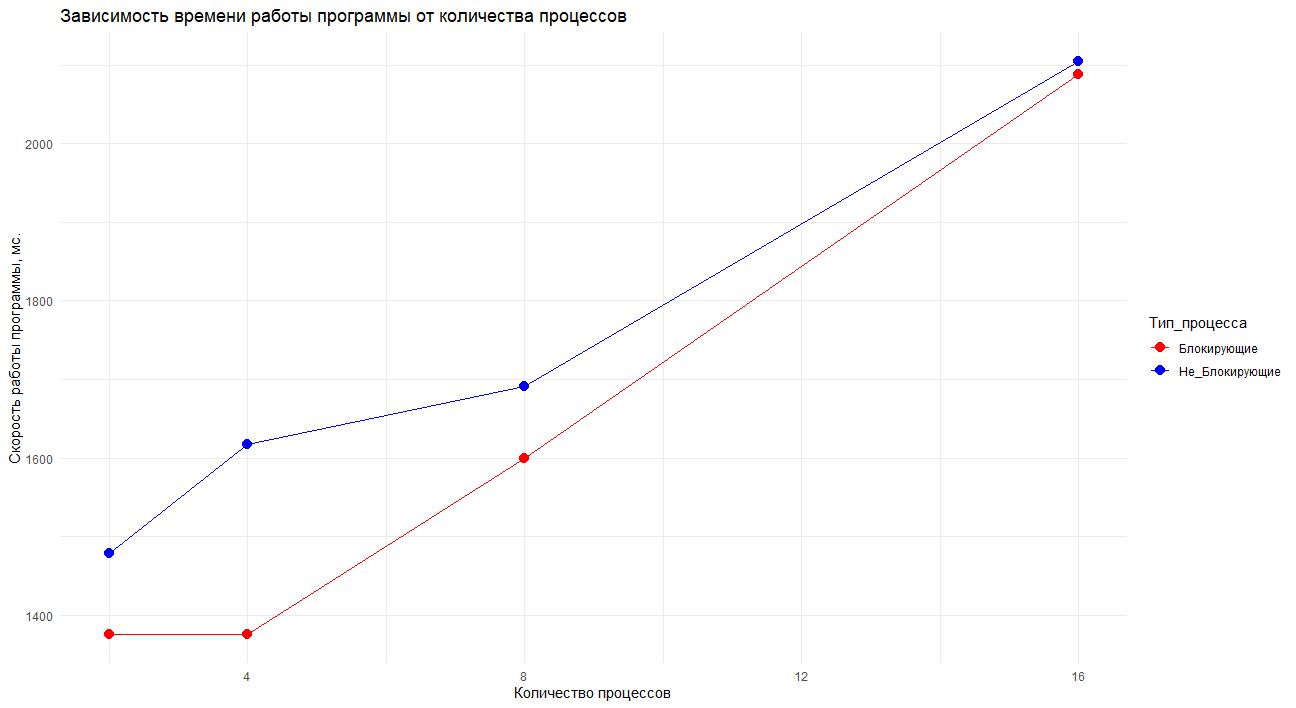 Зависимость времени работы программы от количества процессов
Скорость работы программы, мс.
2000
1800
1600
1400
4
8
12
16
Количество процессов
Тип_процесса
Блокирующие
Не_Блокирующие